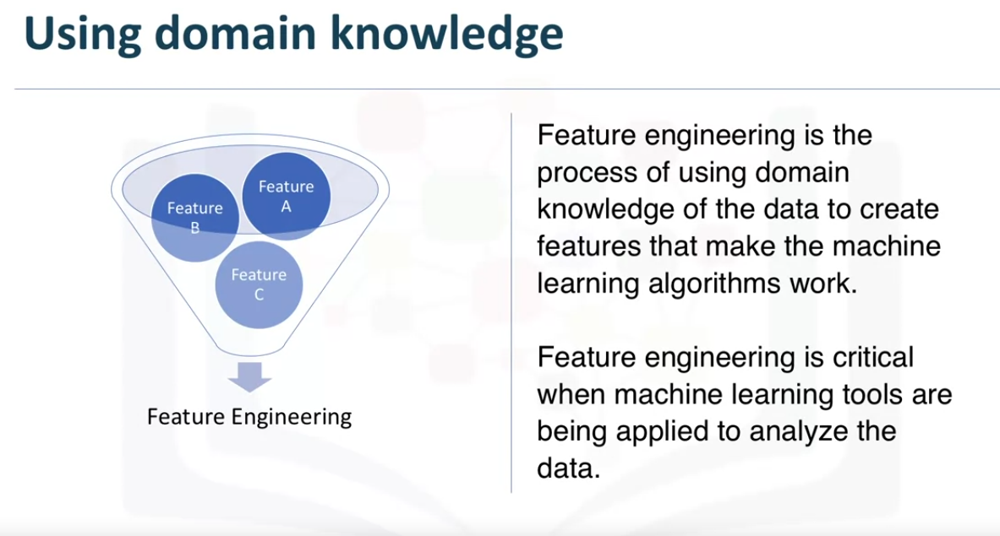 Using domain knowledge
Feature
A
Feature
B
Feature
C
Feature Engineering
Feature engineering is the
process of using domain
knowledge of the data to create
features that make the machine
learning algorithms work.
Feature engineering is critical
when machine learning tools are
being applied to analyze the
data.